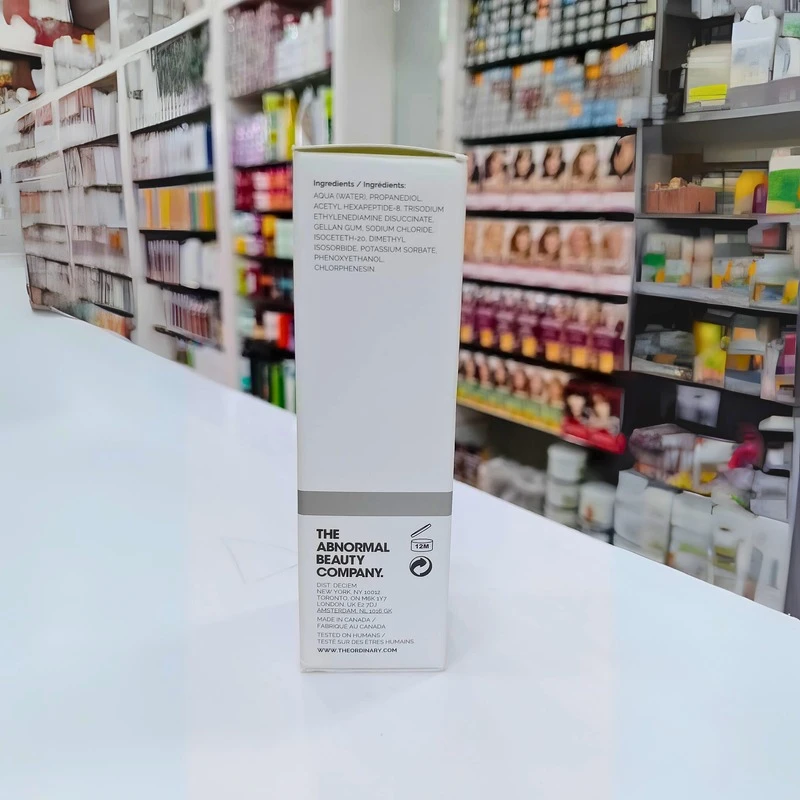 Ingredients / Ingrédients:
AQUA (WATER), PROPANEDIOL,
ACETYL HEXAPEPTIDE-8, TRISODIUM
ETHYLENEDIAMINE DISUCCINATE,
GELLAN GUM, SODIUM CHLORIDE,
ISOCETETH-20, DIMETHYL
ISOSORBIDE, POTASSIUM SORBATE,
PHENOXYETHANOL,
CHLORPHENESIN.
THE
ABNORMAL
BEAUTY
COMPANY.
12M
DIST: DECIEM
NEW YORK, NY 10012
TORONTO, ON M6K 1Y7
LONDON, UK E2 7DJ
AMSTERDAM, NL 1016 GK
MADE IN CANADA /
FABRIQUÉ AU CANADA
TESTED ON HUMANS /
TESTÉ SUR DES ÊTRES HUMAINS.
WWW.THEORDINARY.COM